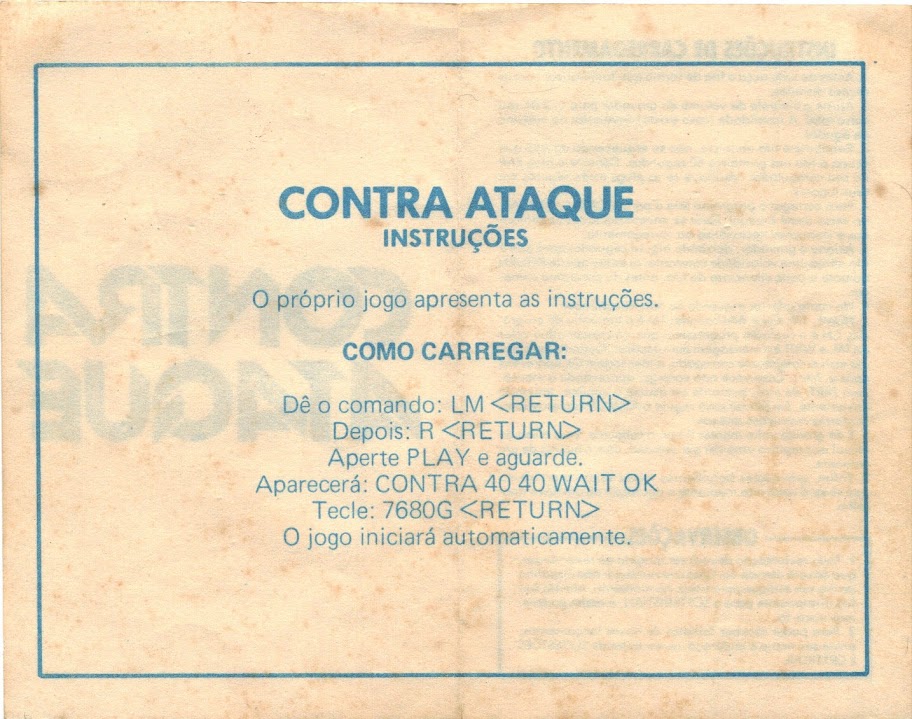 CONTRA ATAQUE
INSTRUÇÕES
O próprio jogo apresenta as instruções.
COMO CARREGAR:
Dê o comando: LM <RETURN>
Depois: R <RETURN>
Aperte PLAY e aguarde.
Aparecerá: CONTRA 40 40 WAIT OK
Tecle: 7680G <RETURN>
O jogo iniciará automaticamente.